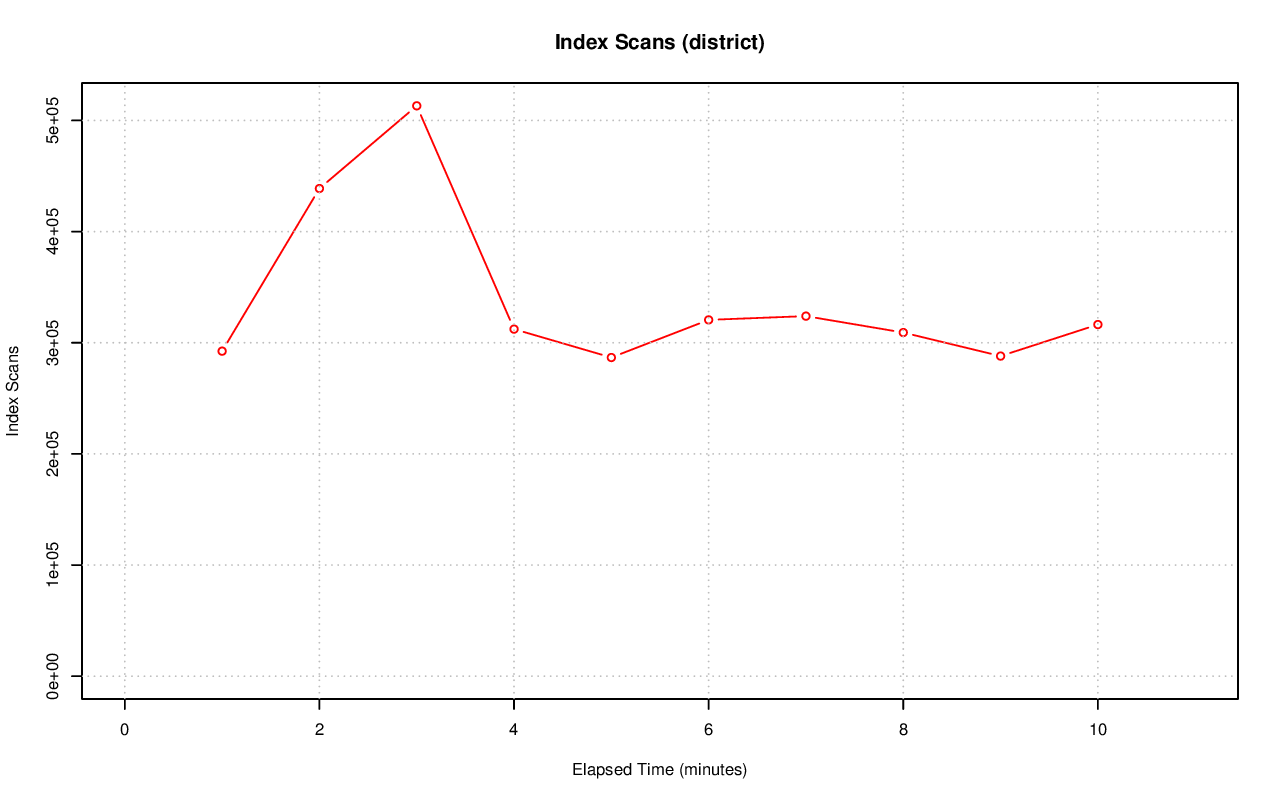 Index Scans (district)
Index Scans
5e+05
4e+05
3e+05
2e+05
1e+05
0e+00
0 2 4 6 8 10
Elapsed Time (minutes)